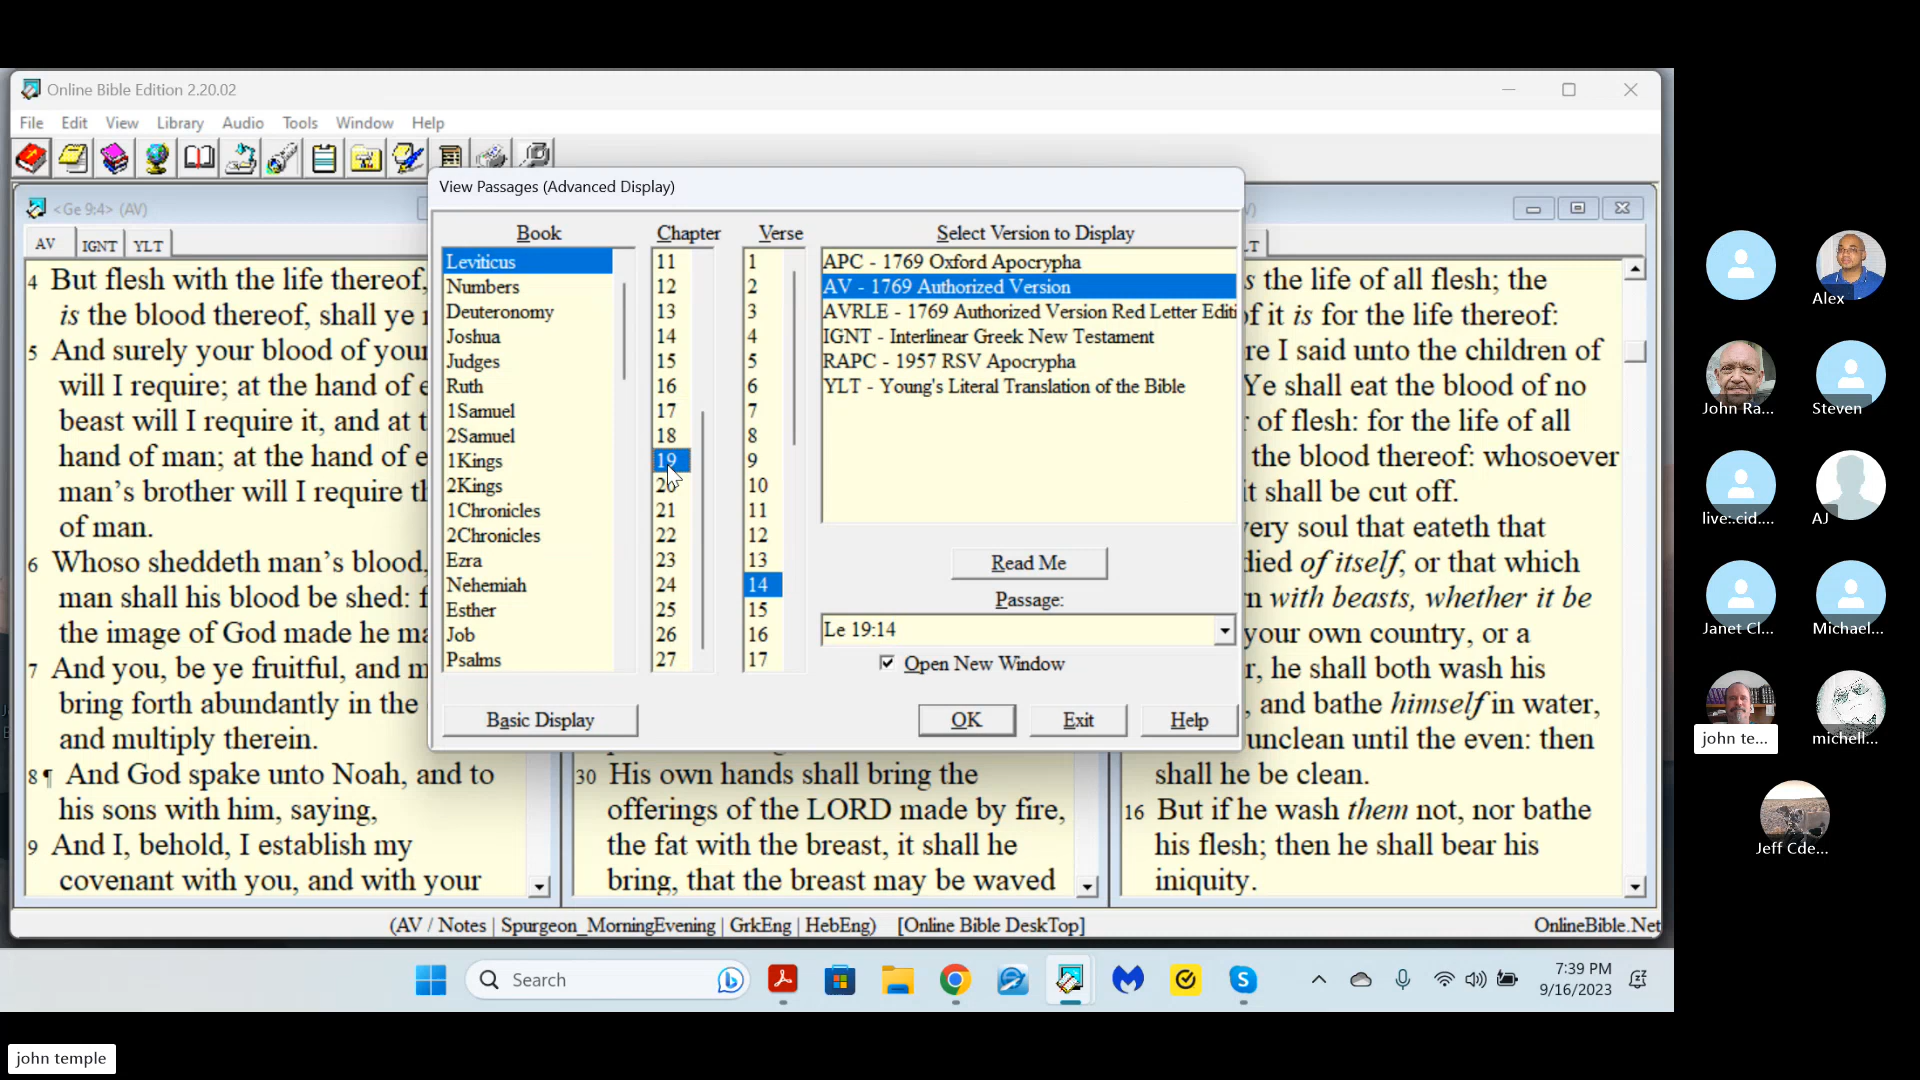 Online Bible Edition 2.20.02
File Edit View Library Audio Tools Window Help
<Ge 9:4> (AV)
AV IGNT YLT
4 But flesh with the life thereof,
is the blood thereof, shall ye
5 And surely your blood of your
will I require; at the hand of
beast will I require it, and at
hand of man; at the hand of
man’s brother will I require
of man.
6 Whoso sheddeth man’s blood,
man shall his blood be shed:
the image of God made he
7 And you, be ye fruitful, and
bring forth abundantly in the
and multiply therein.
8 ¶ And God spake unto Noah, and to
his sons with him, saying,
9 And I, behold, I establish my
covenant with you, and with your
View Passages (Advanced Display)
Book
Leviticus
Numbers
Deuteronomy
Joshua
Judges
Ruth
1Samuel
2Samuel
1Kings
2Kings
1Chronicles
2Chronicles
Ezra
Nehemiah
Esther
Job
Psalms
Chapter
11
12
13
14
15
16
17
18
19
20
21
22
23
24
25
26
27
Verse
1
2
3
4
5
6
7
8
9
10
11
12
13
14
15
16
17
Select Version to Display
APC - 1769 Oxford Apocrypha
AV - 1769 Authorized Version
AVRLE - 1769 Authorized Version Red Letter Editi
IGNT - Interlinear Greek New Testament
RAPC - 1957 RSV Apocrypha
YLT - Young's Literal Translation of the Bible
Read Me
Passage:
Le 19:14
Open New Window
Basic Display
OK
Exit
Help
30 His own hands shall bring the
offerings of the LORD made by fire,
the fat with the breast, it shall he
bring, that the breast may be waved
the life of all flesh; the
of it is for the life thereof:
I said unto the children of
Ye shall eat the blood of no
of flesh: for the life of all
the blood thereof: whosoever
it shall be cut off.
soul that eateth that
died of itself, or that which
with beasts, whether it be
your own country, or a
he shall both wash his
, and bathe himself in water,
unclean until the even: then
shall he be clean.
16 But if he wash them not, nor bathe
his flesh; then he shall bear his
iniquity.
(AV / Notes | Spurgeon_MorningEvening | GrkEng | HebEng) [Online Bible DeskTop]
OnlineBible.Net
Search
7:39 PM
9/16/2023
Alex
John Ra...
Steven
live:.cid....
AJ
Janet Cl...
Michael...
john te...
michell...
Jeff Cde...
john temple